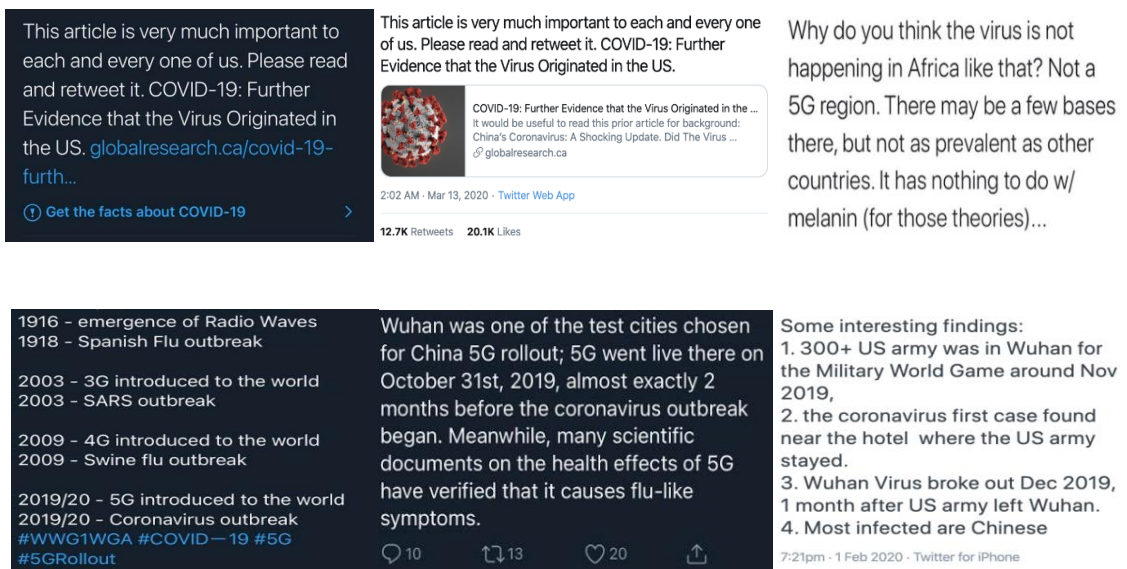 This article is very much important to
each and every one of us. Please read
and retweet it. COVID-19: Further
Evidence that the Virus Originated in
the US. globalresearch.ca/covid-19-
furth...
Get the facts about COVID-19
This article is very much important to each and every one
of us. Please read and retweet it. COVID-19: Further
Evidence that the Virus Originated in the US.
COVID-19: Further Evidence that the Virus Originated in the ...
It would be useful to read this prior article for background:
China's Coronavirus: A Shocking Update. Did The Virus ...
globalresearch.ca
2:02 AM · Mar 13, 2020 · Twitter Web App
12.7K Retweets 20.1K Likes
Why do you think the virus is not
happening in Africa like that? Not a
5G region. There may be a few bases
there, but not as prevalent as other
countries. It has nothing to do w/
melanin (for those theories)...
1916 - emergence of Radio Waves
1918 - Spanish Flu outbreak
2003 - 3G introduced to the world
2003 - SARS outbreak
2009 - 4G introduced to the world
2009 - Swine flu outbreak
2019/20 - 5G introduced to the world
2019/20 - Coronavirus outbreak
#WWG1WGA #COVID—19 #5G
#5GRollout
Wuhan was one of the test cities chosen
for China 5G rollout; 5G went live there on
October 31st, 2019, almost exactly 2
months before the coronavirus outbreak
began. Meanwhile, many scientific
documents on the health effects of 5G
have verified that it causes flu-like
symptoms.
10 13 20
Some interesting findings:
1. 300+ US army was in Wuhan for
the Military World Game around Nov
2019,
2. the coronavirus first case found
near the hotel where the US army
stayed.
3. Wuhan Virus broke out Dec 2019,
1 month after US army left Wuhan.
4. Most infected are Chinese
7:21pm · 1 Feb 2020 · Twitter for iPhone